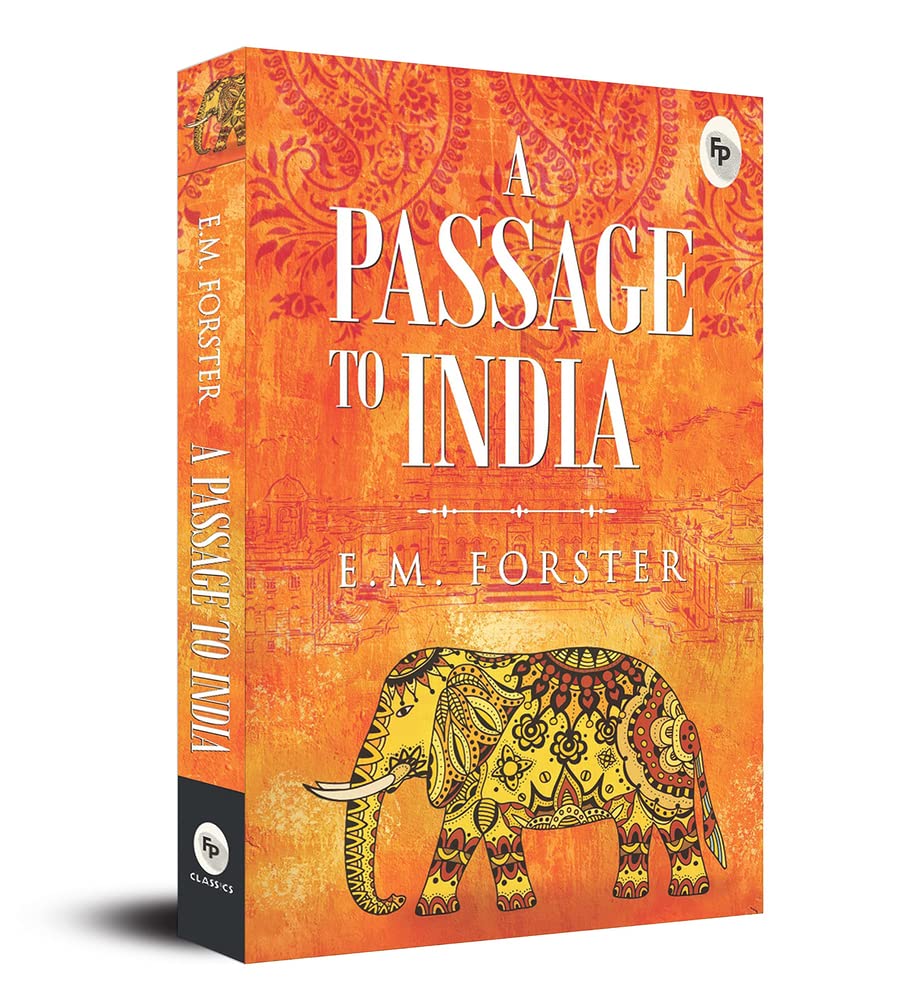 FP
A
PASSAGE
TO INDIA
E.M. FORSTER
E.M. FORSTER A PASSAGE TO INDIA
FP
CLASSICS